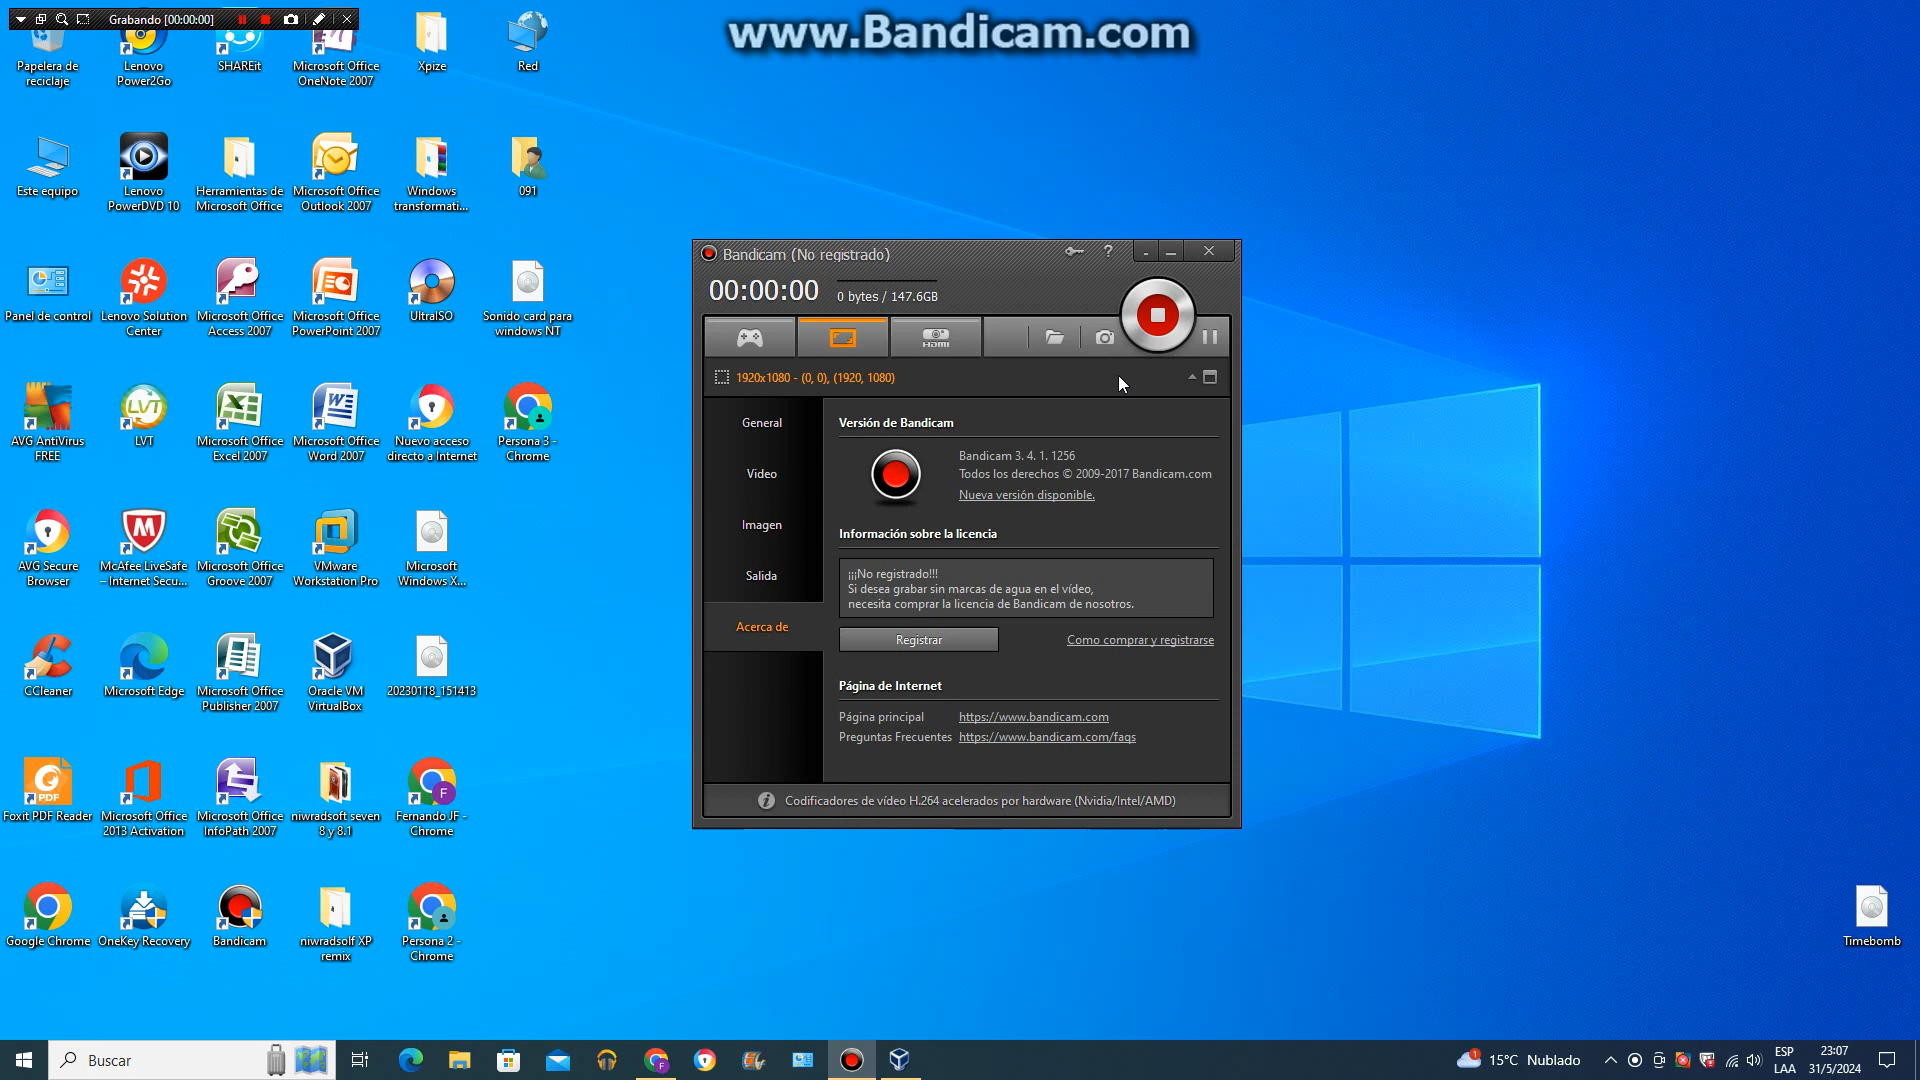 Grabando [00:00:00]
www.Bandicam.com
Papelera de
reciclaje
Lenovo
Power2Go
SHAREit
Microsoft Office
OneNote 2007
Xpize
Red
Este equipo
Lenovo
PowerDVD 10
Herramientas de
Microsoft Office
Microsoft Office
Outlook 2007
Windows
transformati...
091
Panel de control
Lenovo Solution
Center
Microsoft Office
Access 2007
Microsoft Office
PowerPoint 2007
UltraISO
Sonido card para
windows NT
AVG AntiVirus
FREE
LVT
LVT
Microsoft Office
Excel 2007
Microsoft Office
Word 2007
Nuevo acceso
directo a Internet
Persona 3 -
Chrome
AVG Secure
Browser
McAfee LiveSafe
– Internet Secu...
Microsoft Office
Groove 2007
VMware
Workstation Pro
Microsoft
Windows X...
CCleaner
Microsoft Edge
Microsoft Office
Publisher 2007
Oracle VM
VirtualBox
20230118_151413
PDF
Foxit PDF Reader
Microsoft Office
2013 Activation
Microsoft Office
InfoPath 2007
niwradsoft seven
8 y 8.1
F
Fernando JF -
Chrome
Google Chrome
OneKey Recovery
Bandicam
niwradsolf XP
remix
Persona 2 -
Chrome
Timebomb
Bandicam (No registrado)
?
00:00:00
0 bytes / 147.6GB
HDMI
1920x1080 - (0, 0), (1920, 1080)
General
Video
Imagen
Salida
Acerca de
Versión de Bandicam
Bandicam 3. 4. 1. 1256
Todos los derechos © 2009-2017 Bandicam.com
Nueva versión disponible.
Información sobre la licencia
¡¡¡No registrado!!!
Si desea grabar sin marcas de agua en el vídeo,
necesita comprar la licencia de Bandicam de nosotros.
Registrar
Como comprar y registrarse
Página de Internet
Página principal
https://www.bandicam.com
Preguntas Frecuentes
https://www.bandicam.com/faqs
Codificadores de vídeo H.264 acelerados por hardware (Nvidia/Intel/AMD)
Buscar
F
1
15°C Nublado
ESP
LAA
23:07
31/5/2024